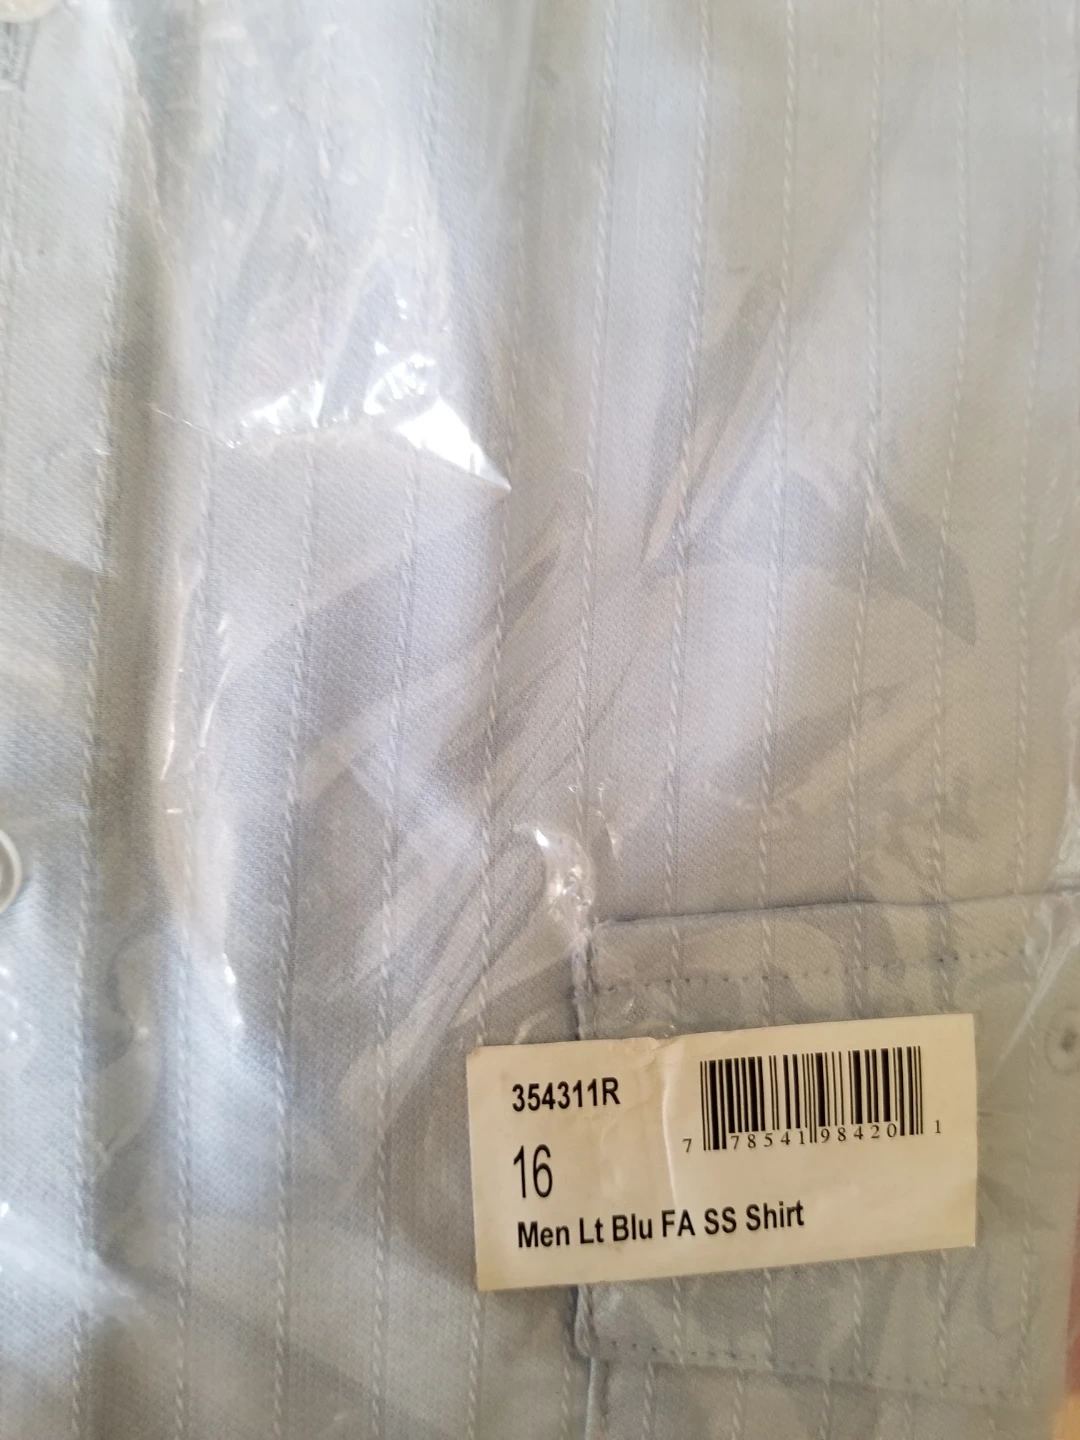 354311R
7 78541 98420 1
16
Men Lt Blu FA SS Shirt